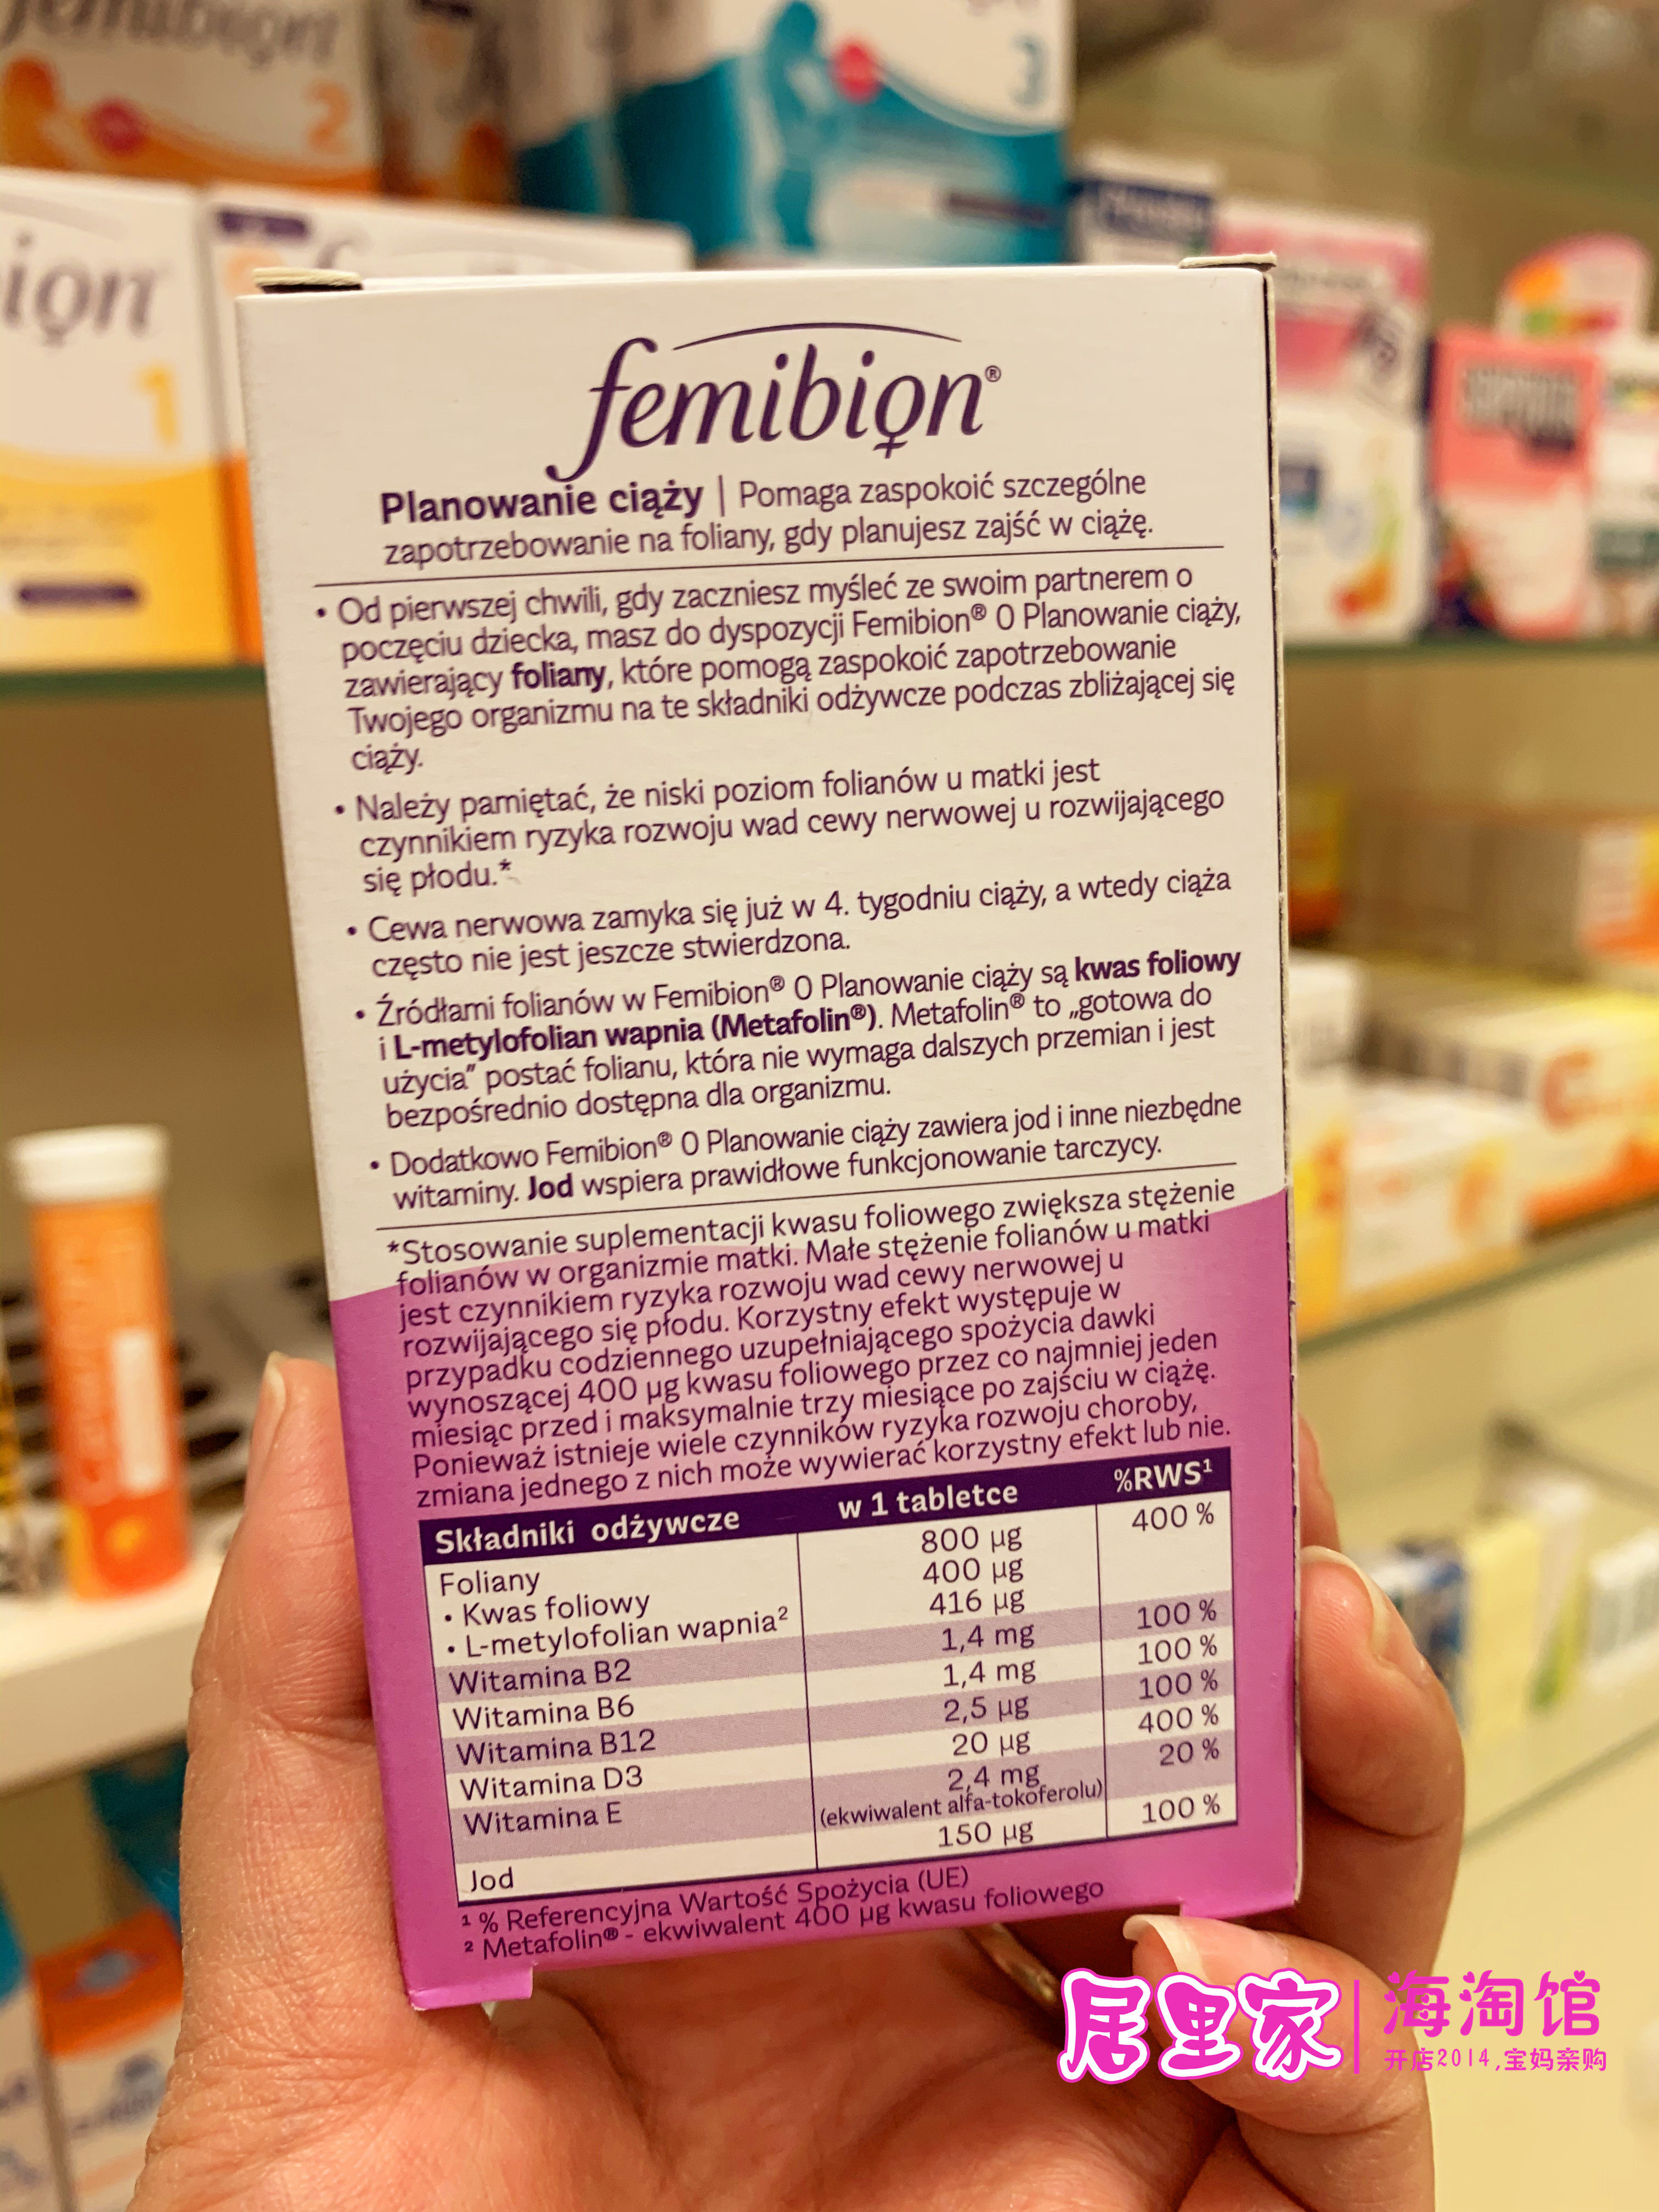 femibion
2
3
ion
1
femibion®
Planowanie ciąży | Pomaga zaspokoić szczególne
zapotrzebowanie na foliany, gdy planujesz zajść w ciążę.
• Od pierwszej chwili, gdy zaczniesz myśleć ze swoim partnerem o
poczęciu dziecka, masz do dyspozycji Femibion® 0 Planowanie ciąży,
zawierający foliany, które pomogą zaspokoić zapotrzebowanie
Twojego organizmu na te składniki odżywcze podczas zbliżającej się
ciąży.
• Należy pamiętać, że niski poziom folianów u matki jest
czynnikiem ryzyka rozwoju wad cewy nerwowej u rozwijającego
się płodu.*
• Cewa nerwowa zamyka się już w 4. tygodniu ciąży, a wtedy ciąża
często nie jest jeszcze stwierdzona.
• Źródłami folianów w Femibion® 0 Planowanie ciąży są kwas foliowy
i L-metylofolian wapnia (Metafolin®). Metafolin® to „gotowa do
użycia” postać folianu, która nie wymaga dalszych przemian i jest
bezpośrednio dostępna dla organizmu.
• Dodatkowo Femibion® 0 Planowanie ciąży zawiera jod i inne niezbędne
witaminy. Jod wspiera prawidłowe funkcjonowanie tarczycy.
*Stosowanie suplementacji kwasu foliowego zwiększa stężenie
folianów w organizmie matki. Małe stężenie folianów u matki
jest czynnikiem ryzyka rozwoju wad cewy nerwowej u
rozwijającego się płodu. Korzystny efekt występuje w
przypadku codziennego uzupełniającego spożycia dawki
wynoszącej 400 µg kwasu foliowego przez co najmniej jeden
miesiąc przed i maksymalnie trzy miesiące po zajściu w ciążę.
Ponieważ istnieje wiele czynników ryzyka rozwoju choroby,
zmiana jednego z nich może wywierać korzystny efekt lub nie.
Składniki odżywcze w 1 tabletce %RWS¹
Foliany 800 µg 400 %
• Kwas foliowy 400 µg
• L-metylofolian wapnia² 416 µg
Witamina B2 1,4 mg 100 %
Witamina B6 1,4 mg 100 %
Witamina B12 2,5 µg 100 %
Witamina D3 20 µg 400 %
Witamina E 2,4 mg 20 %
(ekwiwalent alfa-tokoferolu)
Jod 150 µg 100 %
¹ % Referencyjna Wartość Spożycia (UE)
² Metafolin® - ekwiwalent 400 µg kwasu foliowego
居里家 | 海淘馆
开店2014,宝妈亲购